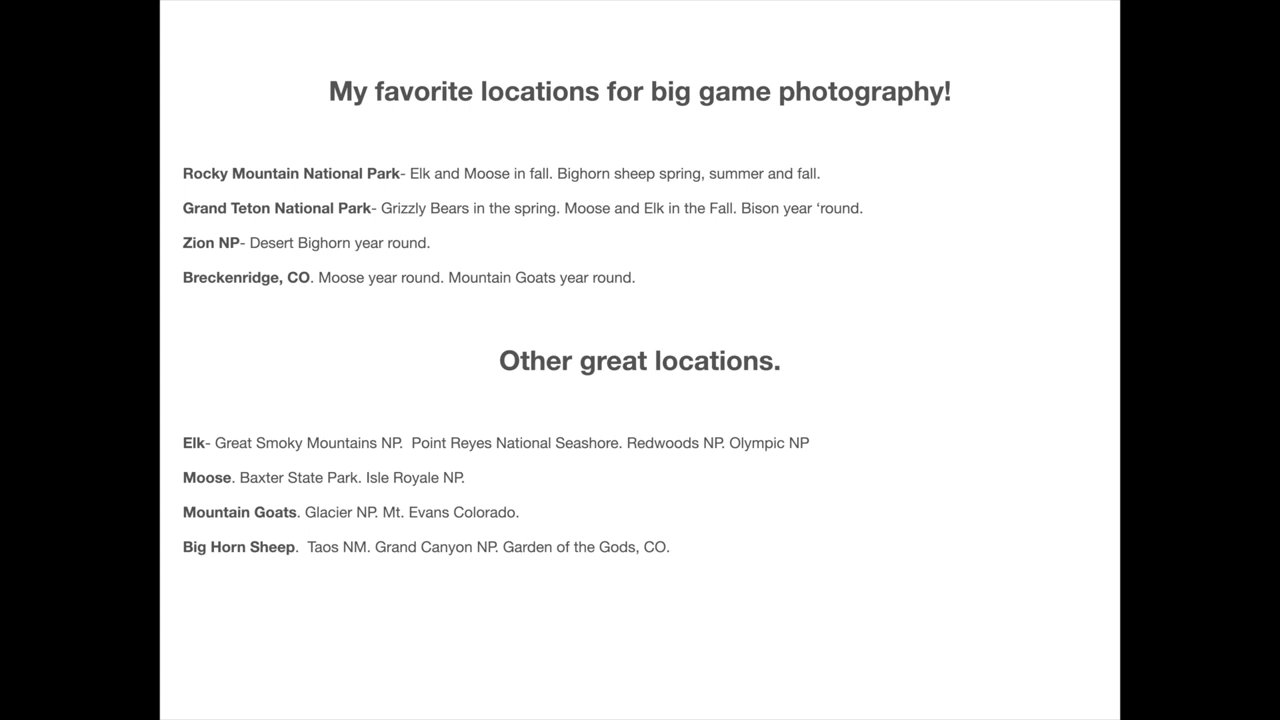 My favorite locations for big game photography!
Rocky Mountain National Park- Elk and Moose in fall. Bighorn sheep spring, summer and fall.
Grand Teton National Park- Grizzly Bears in the spring. Moose and Elk in the Fall. Bison year ‘round.
Zion NP- Desert Bighorn year round.
Breckenridge, CO. Moose year round. Mountain Goats year round.
Other great locations.
Elk- Great Smoky Mountains NP.  Point Reyes National Seashore. Redwoods NP. Olympic NP
Moose. Baxter State Park. Isle Royale NP.
Mountain Goats. Glacier NP. Mt. Evans Colorado.
Big Horn Sheep.  Taos NM. Grand Canyon NP. Garden of the Gods, CO.